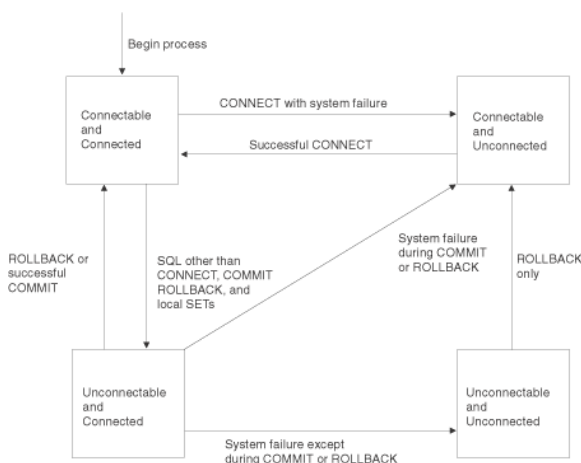 Begin process
Connectable
and
Connected
CONNECT with system failure
Successful CONNECT
Connectable
and
Unconnected
ROLLBACK or
successful
COMMIT
SQL other than
CONNECT, COMMIT
ROLLBACK, and
local SETs
System failure
during COMMIT
or ROLLBACK
ROLLBACK
only
Unconnectable
and
Connected
System failure except
during COMMIT or ROLLBACK
Unconnectable
and
Unconnected